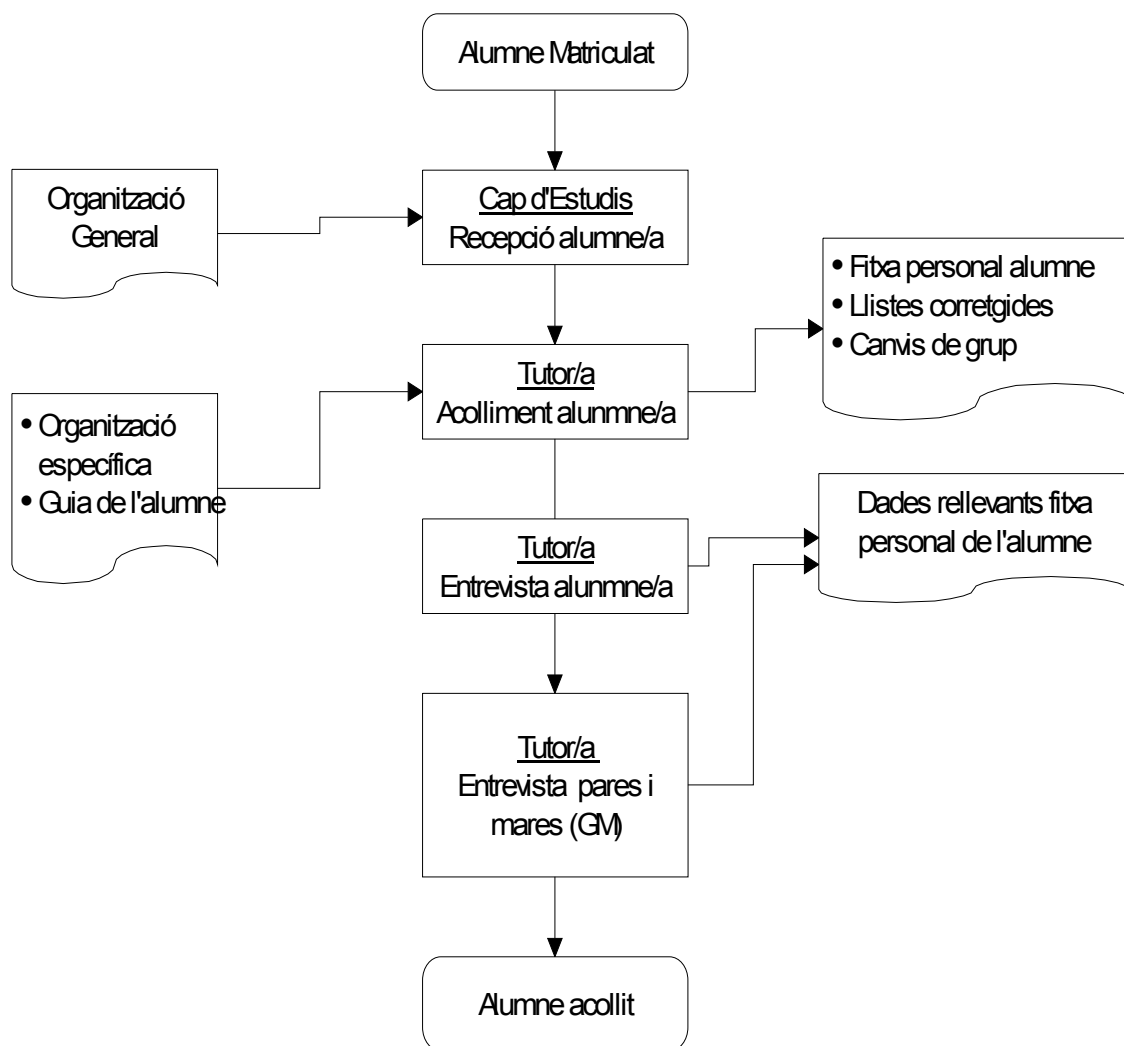 Alumne Matriculat
Organització
General
Cap d'Estudis
Recepció alumne/a
• Fitxa personal alumne
• Llistes corretgides
• Canvis de grup
Tutor/a
Acolliment alunmne/a
• Organització
específica
• Guia de l'alumne
Tutor/a
Entrevista alunmne/a
Dades rellevants fitxa
personal de l'alumne
Tutor/a
Entrevista pares i
mares (GM)
Alumne acollit